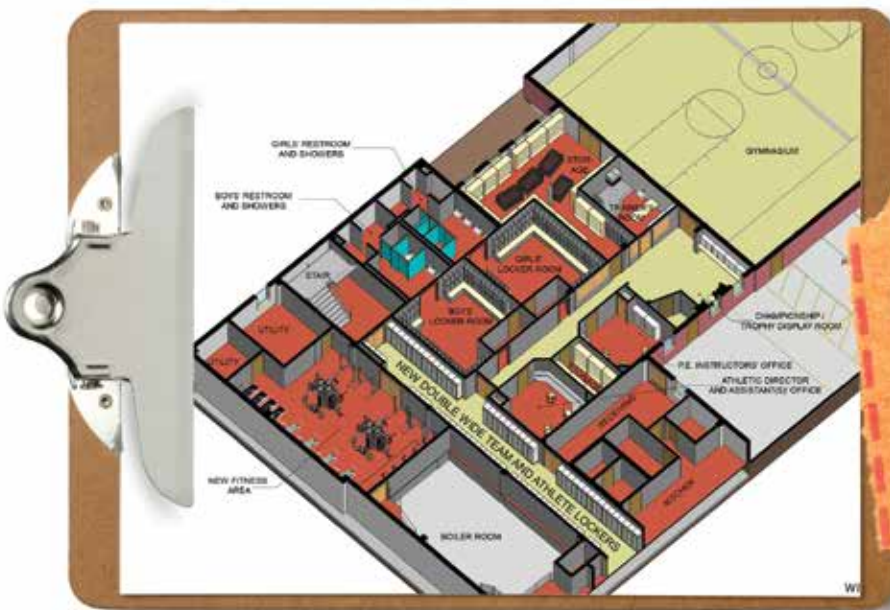 GIRLS' RESTROOM
AND SHOWERS
BOYS' RESTROOM
AND SHOWERS
STOR-
AGE
GYMNASIUM
ROOM
GIRLS'
LOCKER ROOM
STAIR
BOYS'
LOCKER ROOM
UTILITY
UTILITY
CHAMPIONSHIP /
TROPHY DISPLAY ROOM
P.E. INSTRUCTORS' OFFICE
ATHLETIC DIRECTOR
AND ASSISTANT(S) OFFICE
RECEIVING
KITCHEN
NEW DOUBLE WIDE TEAM AND ATHLETE LOCKERS
NEW FITNESS
AREA
BOILER ROOM